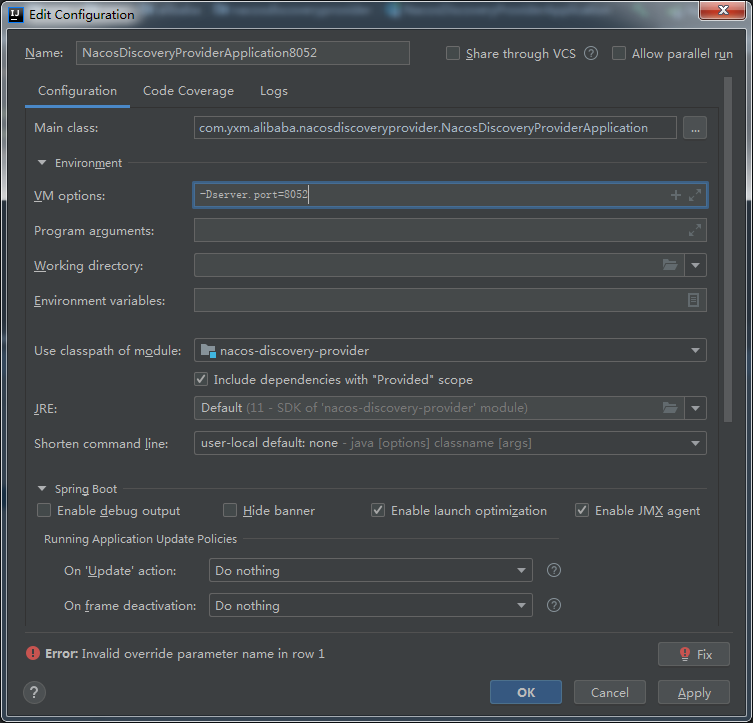 Edit Configuration
Name: NacosDiscoveryProviderApplication8052 Share through VCS ? Allow parallel run
Configuration Code Coverage Logs
Main class: com.yxm.alibaba.nacosdiscoveryprovider.NacosDiscoveryProviderApplication ...
Environment
VM options: -Dserver.port=8052
Program arguments:
Working directory:
Environment variables:
Use classpath of module: nacos-discovery-provider
Include dependencies with "Provided" scope
JRE: Default (11 - SDK of 'nacos-discovery-provider' module)
Shorten command line: user-local default: none - java [options] classname [args]
Spring Boot
Enable debug output Hide banner Enable launch optimization Enable JMX agent
Running Application Update Policies
On 'Update' action: Do nothing ?
On frame deactivation: Do nothing ?
Error: Invalid override parameter name in row 1 Fix
? OK Cancel Apply